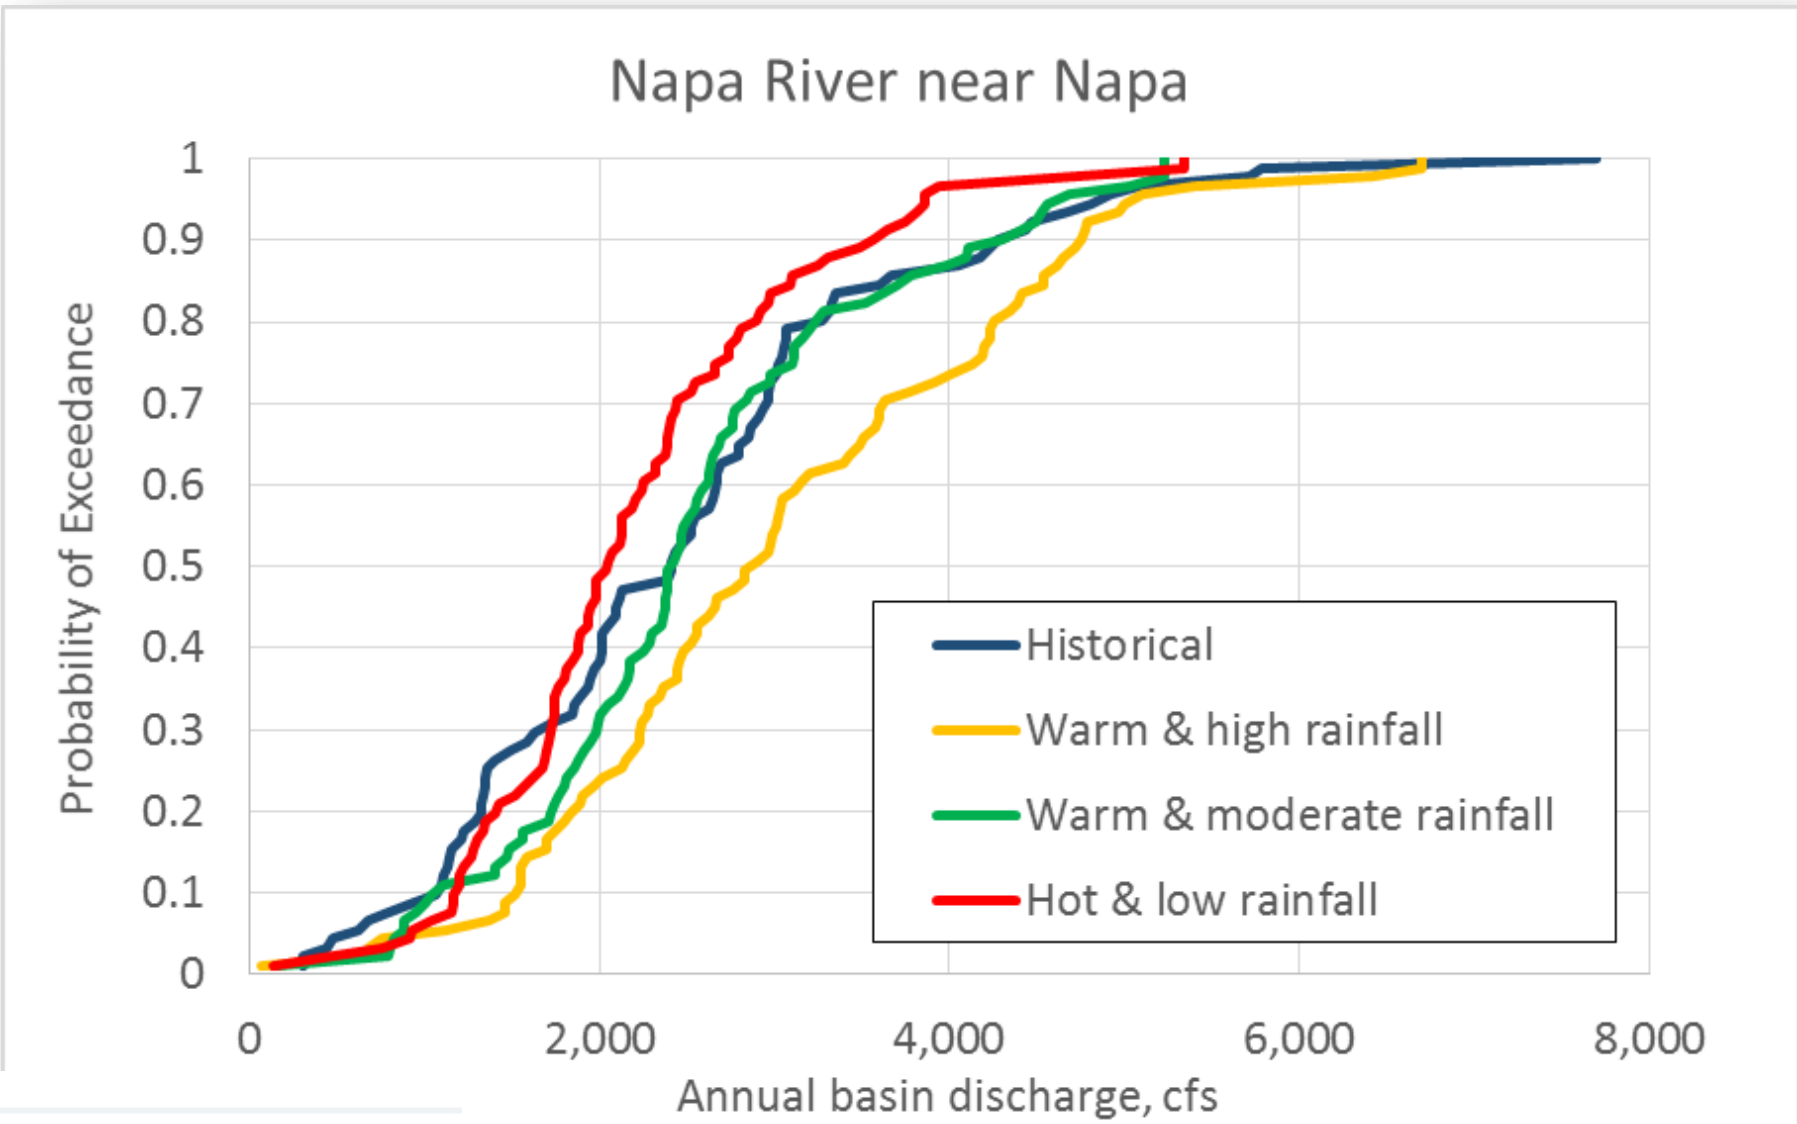 Napa River near Napa
Probability of Exceedance
1
0.9
0.8
0.7
0.6
0.5
0.4
0.3
0.2
0.1
0
Historical
Warm & high rainfall
Warm & moderate rainfall
Hot & low rainfall
0 2,000 4,000 6,000 8,000
Annual basin discharge, cfs